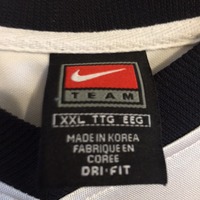 TEAM
XXL TTG EEG
MADE IN KOREA
FABRIQUE EN
COREE
DRI-FIT